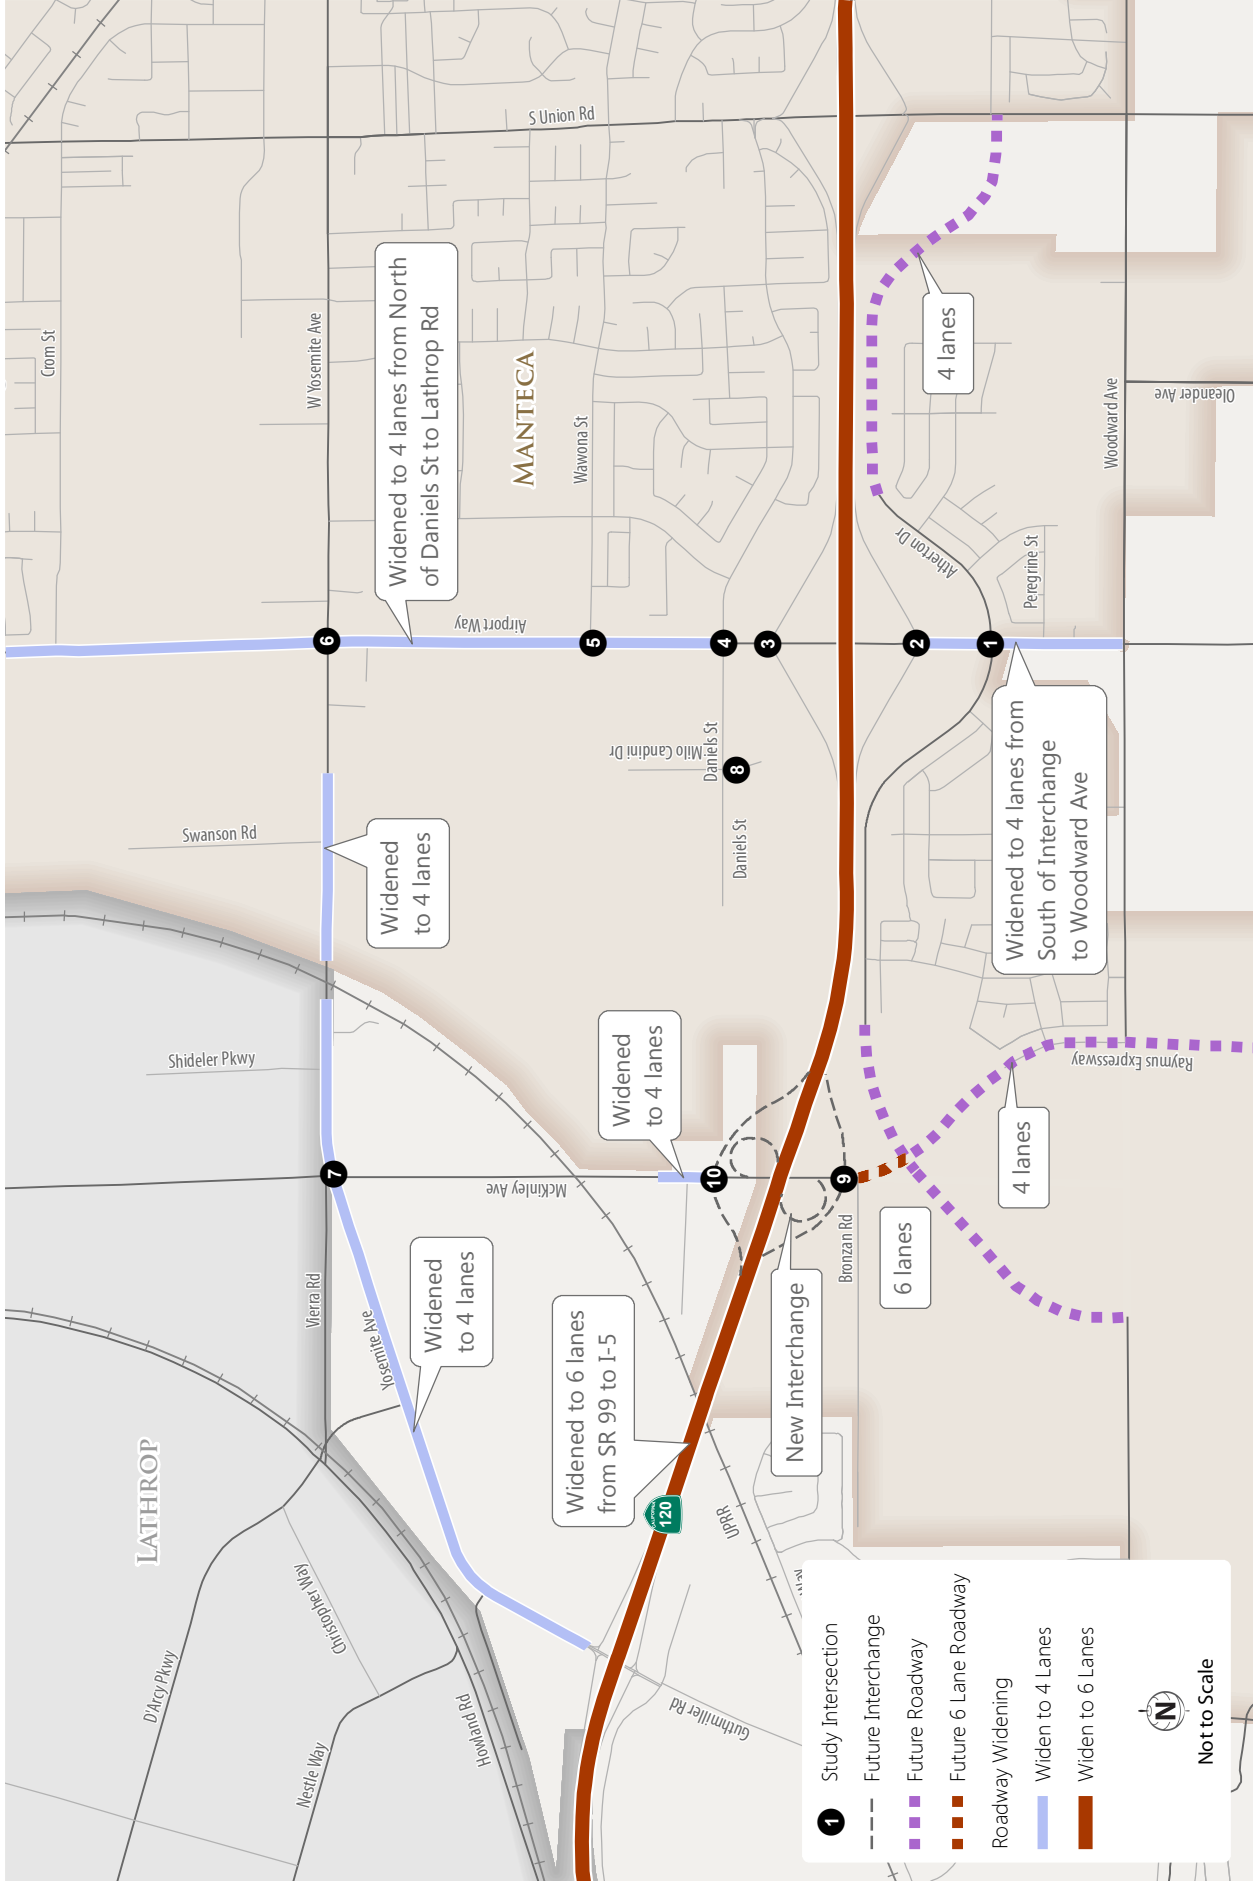 LATHROP
MANTECA
D'Arcy Pkwy
Nestle Way
Christopher Way
Howland Rd
Guthmiller Rd
Vierra Rd
Yosemite Ave
Shideler Pkwy
Swanson Rd
McKinley Ave
W Yosemite Ave
Crom St
S Union Rd
Airport Way
Wawona St
Milo Candini Dr
Daniels St
Daniels St
Bronzan Rd
Atherton Dr
Peregrine St
Woodward Ave
Oleander Ave
Raymus Expressway
UPRR
CALIFORNIA
120
Widened to 4 lanes from North
of Daniels St to Lathrop Rd
Widened
to 4 lanes
Widened
to 4 lanes
Widened
to 4 lanes
Widened to 6 lanes
from SR 99 to I-5
New Interchange
6 lanes
4 lanes
4 lanes
Widened to 4 lanes from
South of Interchange
to Woodward Ave
1
2
3
4
5
6
7
8
9
10
1
Study Intersection
Future Interchange
Future Roadway
Future 6 Lane Roadway
Roadway Widening
Widen to 4 Lanes
Widen to 6 Lanes
N
Not to Scale